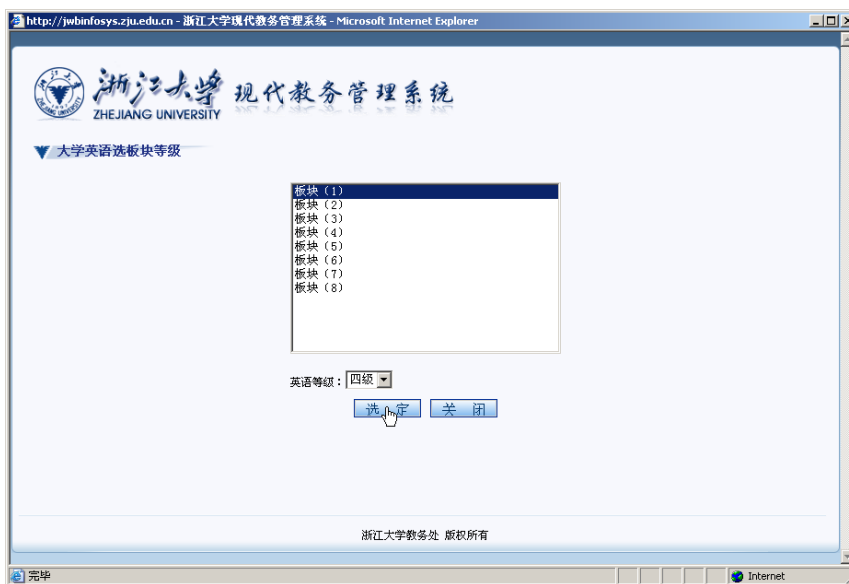 http://jwbinfosys.zju.edu.cn - 浙江大学现代教务管理系统 - Microsoft Internet Explorer
浙江大学 现代教务管理系统
ZHEJIANG UNIVERSITY
大学英语选板块等级
板块（1）
板块（2）
板块（3）
板块（4）
板块（5）
板块（6）
板块（7）
板块（8）
英语等级：四级
选 定 关 闭
浙江大学教务处 版权所有
完毕 Internet